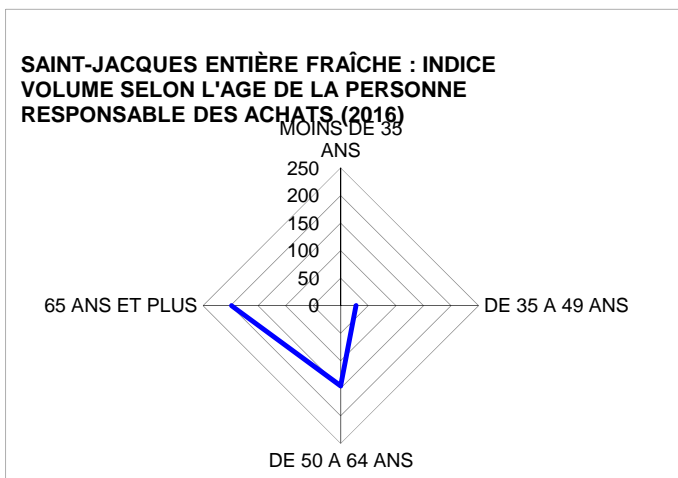 SAINT-JACQUES ENTIÈRE FRAÎCHE : INDICE
VOLUME SELON L'AGE DE LA PERSONNE
RESPONSABLE DES ACHATS (2016)
MOINS DE 35
ANS
250
200
150
100
50
0
65 ANS ET PLUS
DE 35 A 49 ANS
DE 50 A 64 ANS